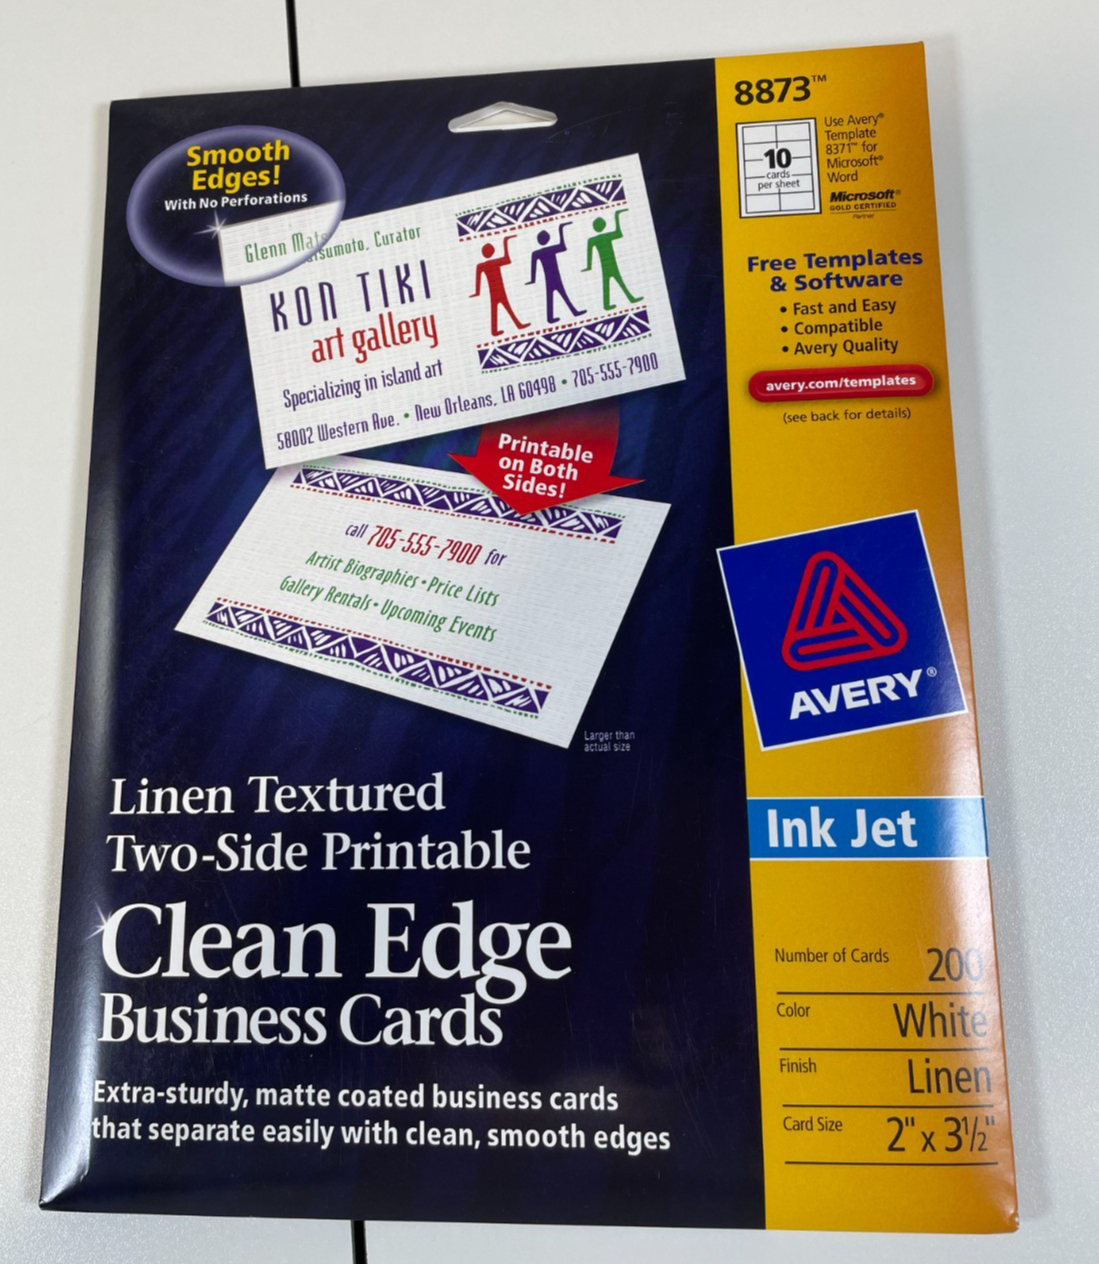 8873™
Use Avery®
Template
8371™ for
Microsoft®
Word
10
cards
per sheet
Microsoft®
GOLD CERTIFIED
Partner
Smooth
Edges!
With No Perforations
Glenn Matsumoto, Curator
KON TIKI
art gallery
Specializing in island art
58002 Western Ave. • New Orleans, LA 60498 • 705-555-7900
Printable
on Both
Sides!
call 705-555-7900 for
Artist Biographies • Price Lists
Gallery Rentals • Upcoming Events
Larger than
actual size
Free Templates
& Software
• Fast and Easy
• Compatible
• Avery Quality
avery.com/templates
(see back for details)
AVERY®
Linen Textured
Two-Side Printable
Clean Edge
Business Cards
Extra-sturdy, matte coated business cards
that separate easily with clean, smooth edges
Ink Jet
Number of Cards 200
Color White
Finish Linen
Card Size 2" x 3½"